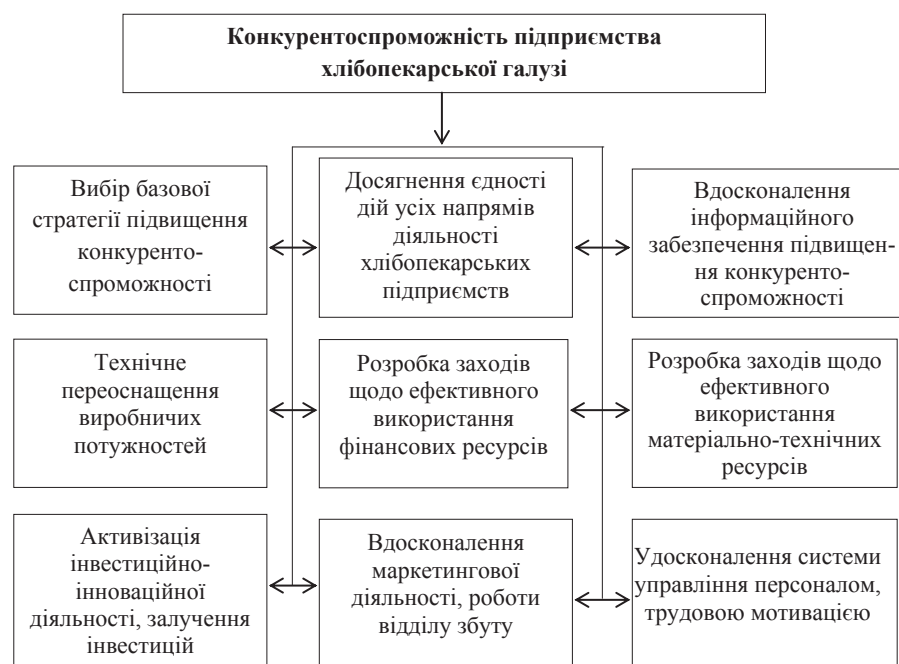 Конкурентоспроможність підприємства
хлібопекарської галузі
Вибір базової
стратегії підвищення
конкуренто-
спроможності
Досягнення єдності
дій усіх напрямів
діяльності
хлібопекарських
підприємств
Вдосконалення
інформаційного
забезпечення підвищен-
ня конкуренто-
спроможності
Технічне
переоснащення
виробничих
потужностей
Розробка заходів
щодо ефективного
використання
фінансових ресурсів
Розробка заходів щодо
ефективного
використання
матеріально-технічних
ресурсів
Активізація
інвестиційно-
інноваційної
діяльності, залучення
інвестицій
Вдосконалення
маркетингової
діяльності, роботи
відділу збуту
Удосконалення системи
управління персоналом,
трудовою мотивацією